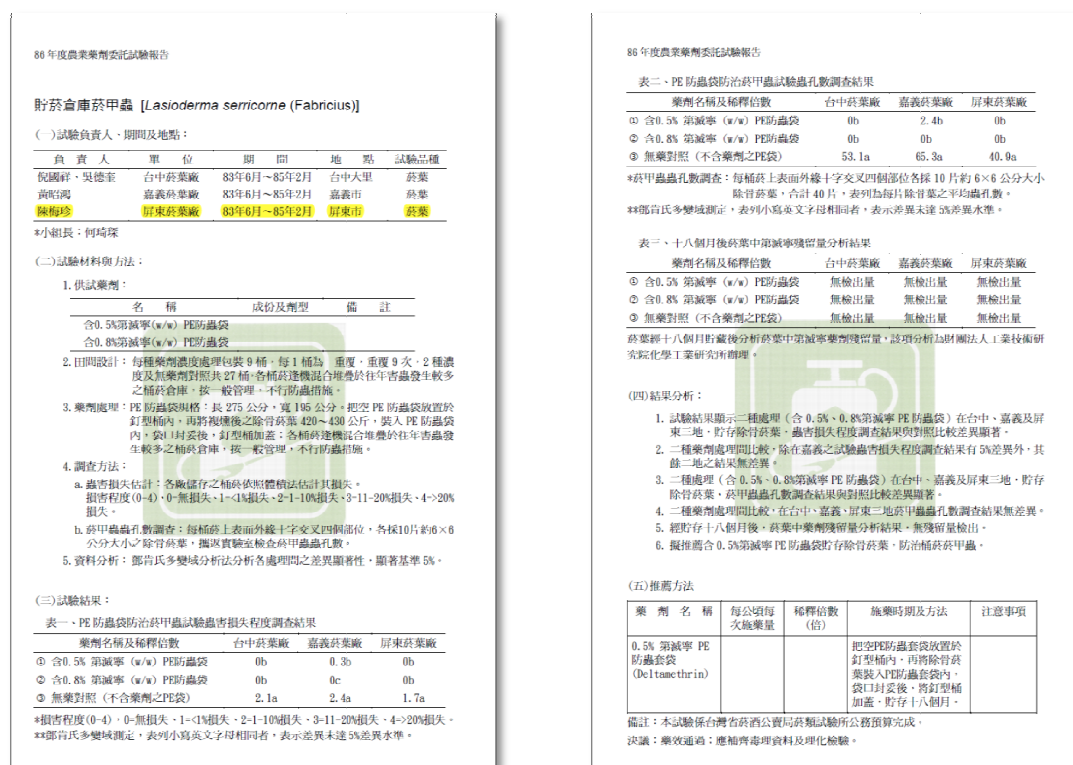 86 年度農業藥劑委託試驗報告
貯菸倉庫菸甲蟲 [Lasioderma serricorne (Fabricius)]
(一)試驗負責人、期間及地點：
負 責 人 單 位 期 間 地 點 試驗品種
倪國祥、吳德奎 台中菸葉廠 83年6月～85年2月 台中大里 菸葉
黃昭鴻 嘉義菸葉廠 83年6月～85年2月 嘉義市 菸葉
陳梅珍 屏東菸葉廠 83年6月～85年2月 屏東市 菸葉
*小組長：何琦琛
(二)試驗材料與方法：
1.供試藥劑：
名 稱 成份及劑型 備 註
含0.5%第滅寧(w/w) PE防蟲袋
含0.8%第滅寧(w/w) PE防蟲袋
2.田間設計： 每種藥劑濃度處理包裝 9 桶，每 1 桶為一重覆，重覆 9 次，2 種濃
度及無藥劑對照共 27 桶。各桶菸逢機混合堆疊於往年害蟲發生較多
之桶菸倉庫，按一般管理，不行防蟲措施。
3.藥劑處理：PE 防蟲袋規格：長 275 公分，寬 195 公分。把空 PE 防蟲袋放置於
釘型桶內，再將複燻後之除骨菸葉 420～430 公斤，裝入 PE 防蟲袋
內，袋口封妥後，釘型桶加蓋；各桶菸逢機混合堆疊於往年害蟲發
生較多之桶菸倉庫，按一般管理，不行防蟲措施。
4.調查方法：
a.蟲害損失估計：各廠儲存之桶菸依照體積法估計其損失。
損害程度(0-4)，0-無損失、1=<1%損失、2=1-10%損失、3-11-20%損失、4->20%
損失。
b.菸甲蟲蟲孔數調查：每桶菸上表面外緣十字交叉四個部位，各採10片約6×6
公分大小之除骨菸葉，攜返實驗室檢查菸甲蟲蟲孔數。
5.資料分析： 鄧肯氏多變域分析法分析各處理間之差異顯著性，顯著基準 5%。
(三)試驗結果：
表一、PE 防蟲袋防治菸甲蟲試驗蟲害損失程度調查結果
藥劑名稱及稀釋倍數 台中菸葉廠 嘉義菸葉廠 屏東菸葉廠
① 含0.5% 第滅寧 (w/w) PE防蟲袋 0b 0.3b 0b
② 含0.8% 第滅寧 (w/w) PE防蟲袋 0b 0c 0b
③ 無藥對照 (不含藥劑之PE袋) 2.1a 2.4a 1.7a
*損害程度(0-4)，0-無損失、1=<1%損失、2=1-10%損失、3=11-20%損失、4=>20%損失。
**鄧肯氏多變域測定，表列小寫英文字母相同者，表示差異未達5%差異水準。
86 年度農業藥劑委託試驗報告
表二、PE 防蟲袋防治菸甲蟲試驗蟲孔數調查結果
藥劑名稱及稀釋倍數 台中菸葉廠 嘉義菸葉廠 屏東菸葉廠
① 含0.5% 第滅寧 (w/w) PE防蟲袋 0b 2.4b 0b
② 含0.8% 第滅寧 (w/w) PE防蟲袋 0b 0b 0b
③ 無藥對照 (不含藥劑之PE袋) 53.1a 65.3a 40.9a
*菸甲蟲蟲孔數調查：每桶菸上表面外緣十字交叉四個部位各採 10 片約 6×6 公分大小
除骨菸葉，合計 40 片，表列為每片除骨葉之平均蟲孔數。
**鄧肯氏多變域測定，表列小寫英文字母相同者，表示差異未達5%差異水準。
表三、十八個月後菸葉中第滅寧殘留量分析結果
藥劑名稱及稀釋倍數 台中菸葉廠 嘉義菸葉廠 屏東菸葉廠
① 含0.5% 第滅寧 (w/w) PE防蟲袋 無檢出量 無檢出量 無檢出量
② 含0.8% 第滅寧 (w/w) PE防蟲袋 無檢出量 無檢出量 無檢出量
③ 無藥對照 (不含藥劑之PE袋) 無檢出量 無檢出量 無檢出量
菸葉經十八個月貯藏後分析菸葉中第滅寧藥劑殘留量，該項分析為財團法人工業技術研
究院化學工業研究所辦理。
(四)結果分析：
1. 試驗結果顯示二種處理 (含 0.5%、0.8%第滅寧 PE 防蟲袋) 在台中、嘉義及屏
東二地，貯存除骨菸葉，蟲害損失程度調查結果與對照比較差異顯著。
2. 二種藥劑處理間比較，除在嘉義之試驗蟲害損失程度調查結果有 5%差異外，其
餘二地之結果無差異。
3. 二種處理 (含 0.5%、0.8%第滅寧 PE 防蟲袋) 在台中、嘉義及屏東三地，貯存
除骨菸葉，菸甲蟲蟲孔數調查結果與對照比較差異顯著。
4. 二種藥劑處理間比較，在台中、嘉義、屏東三地菸甲蟲蟲孔數調查結果無差異。
5. 經貯存十八個月後，菸葉中藥劑殘留量分析結果，無殘留量檢出。
6. 擬推薦含 0.5%第滅寧 PE 防蟲袋貯存除骨菸葉，防治桶菸菸甲蟲。
(五)推薦方法
藥 劑 名 稱 每公頃每 稀釋倍數 施藥時期及方法 注意事項
次施藥量 (倍)
0.5% 第滅寧 PE 把空PE防蟲套袋放置於
防蟲套袋 釘型桶內，再將除骨菸
(Deltamethrin) 葉裝入PE防蟲套袋內，
袋口封妥後，將釘型桶
加蓋，貯存十八個月。
備註：本試驗係台灣省菸酒公賣局菸類試驗所公務預算完成。
決議：藥效通過；應補齊毒理資料及理化檢驗。